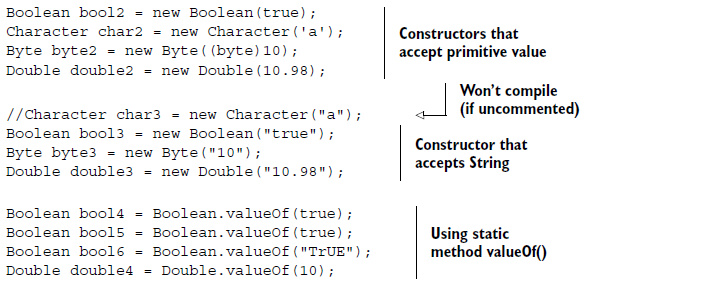 Boolean bool2 = new Boolean(true);
Character char2 = new Character('a');
Byte byte2 = new Byte((byte)10);
Double double2 = new Double(10.98);
Constructors that
accept primitive value
//Character char3 = new Character("a");
Boolean bool3 = new Boolean("true");
Byte byte3 = new Byte("10");
Double double3 = new Double("10.98");
Won't compile
(if uncommented)
Constructor that
accepts String
Boolean bool4 = Boolean.valueOf(true);
Boolean bool5 = Boolean.valueOf(true);
Boolean bool6 = Boolean.valueOf("TrUE");
Double double4 = Double.valueOf(10);
Using static
method valueOf()